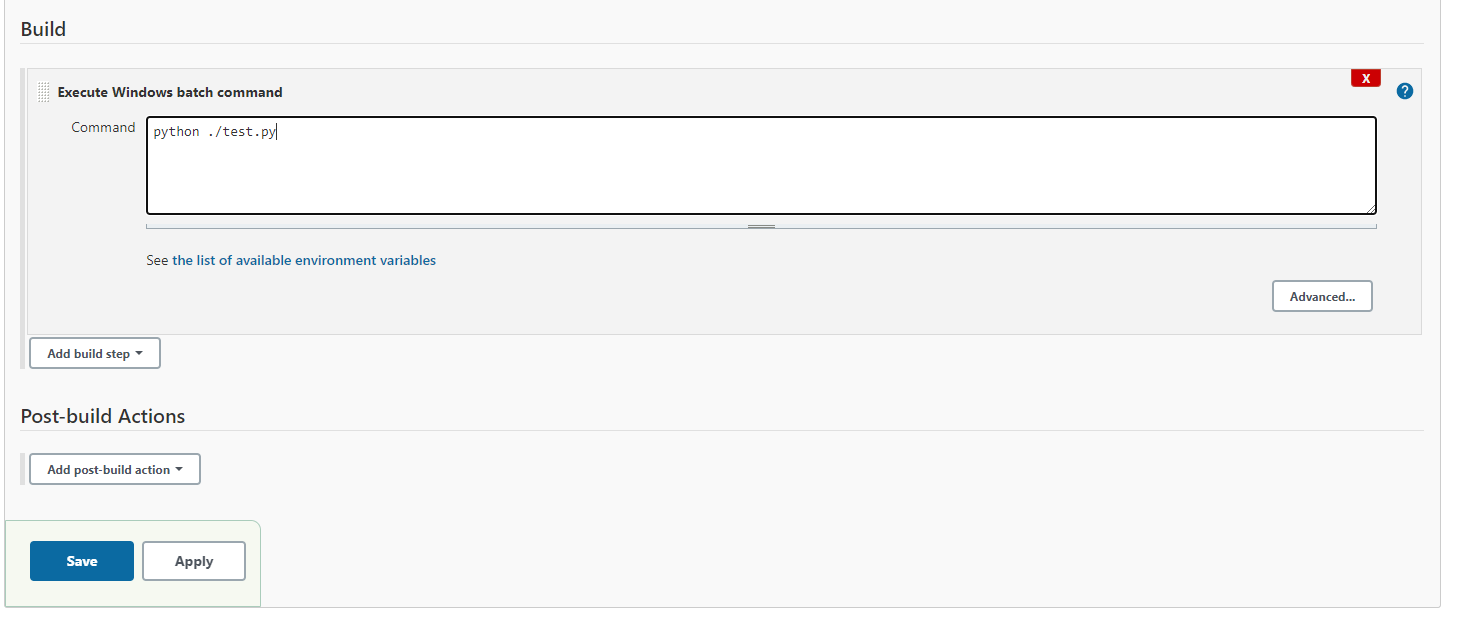 Build
X
Execute Windows batch command
?
Command
python ./test.py
See the list of available environment variables
Advanced...
Add build step
Post-build Actions
Add post-build action
Save
Apply